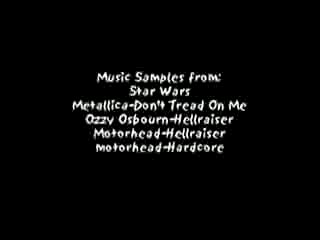 Music Samples from:
Star Wars
Metallica-Don't Tread On Me
Ozzy Osbourn-Hellraiser
Motorhead-Hellraiser
motorhead-Hardcore